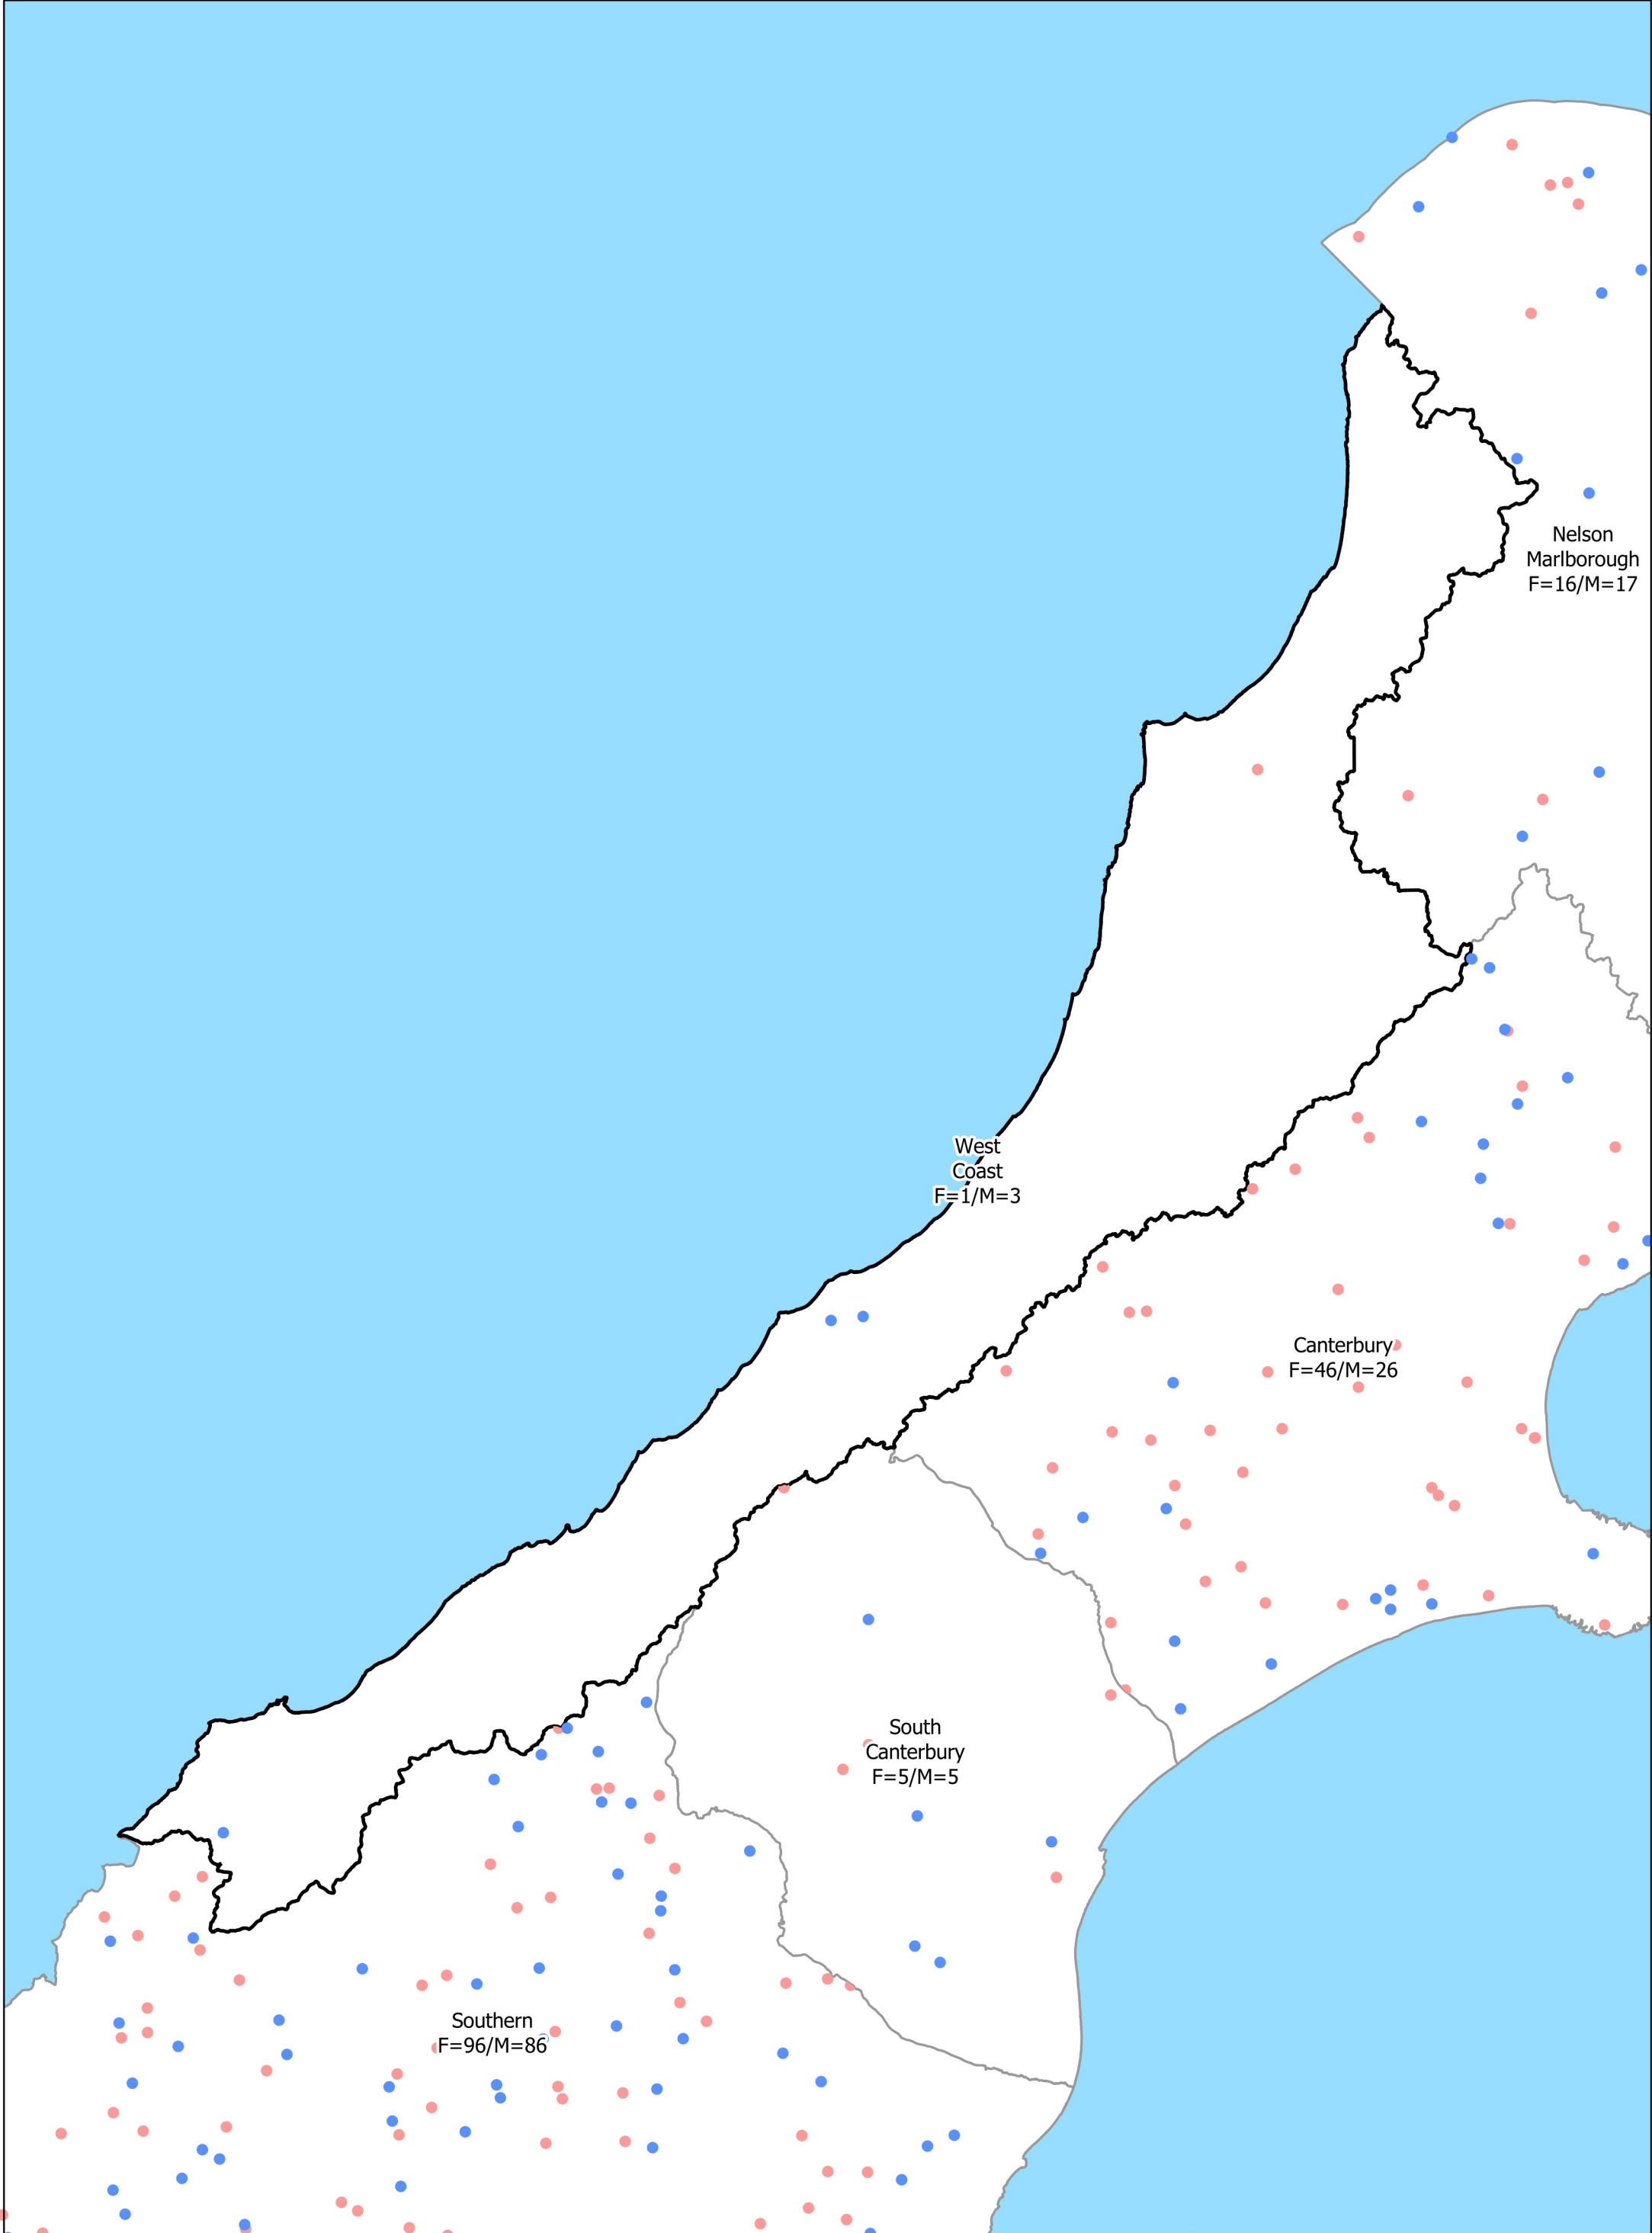 Nelson
Marlborough
F=16/M=17
West
Coast
F=1/M=3
Canterbury
F=46/M=26
South
Canterbury
F=5/M=5
Southern
F=96/M=86